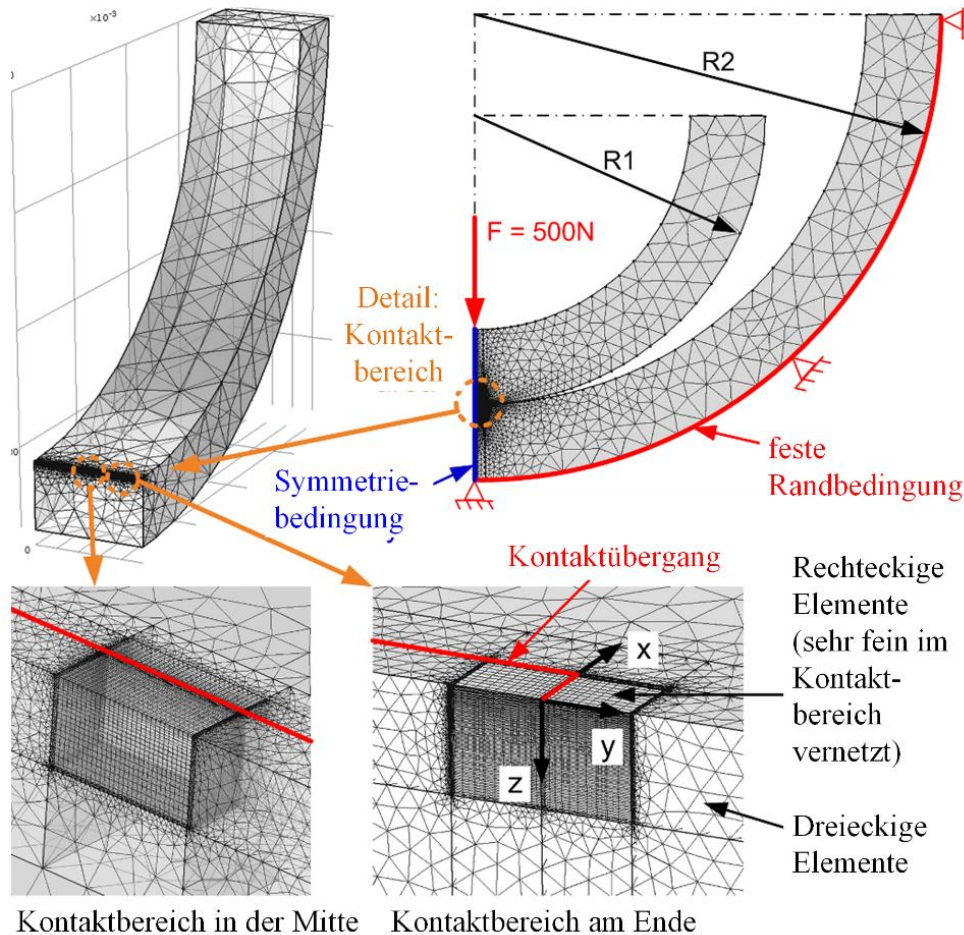 ×10⁻³
R2
R1
F = 500N
Detail:
Kontakt-
bereich
Symmetrie-
bedingung
feste
Randbedingung
0
Kontaktübergang
Rechteckige
Elemente
(sehr fein im
Kontakt-
bereich
vernetzt)
x
y
z
Dreieckige
Elemente
Kontaktbereich in der Mitte
Kontaktbereich am Ende